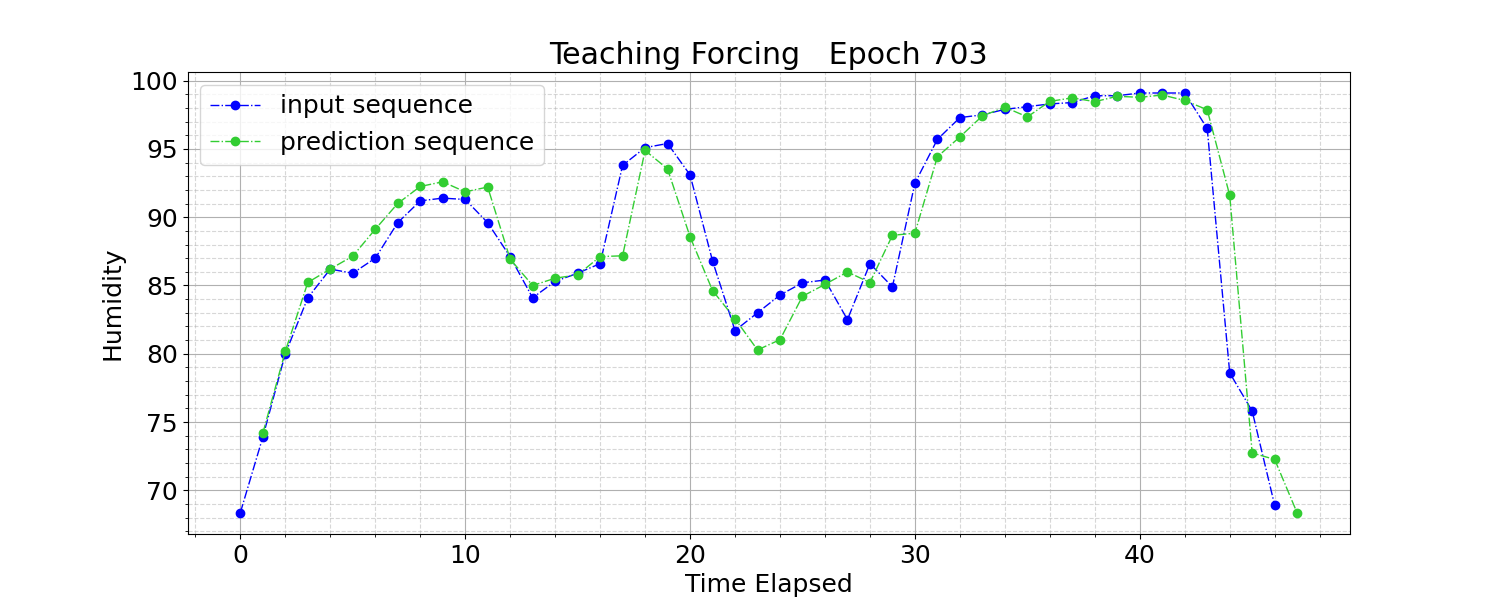 Teaching Forcing   Epoch 703
input sequence
prediction sequence
Humidity
100
95
90
85
80
75
70
0 10 20 30 40
Time Elapsed